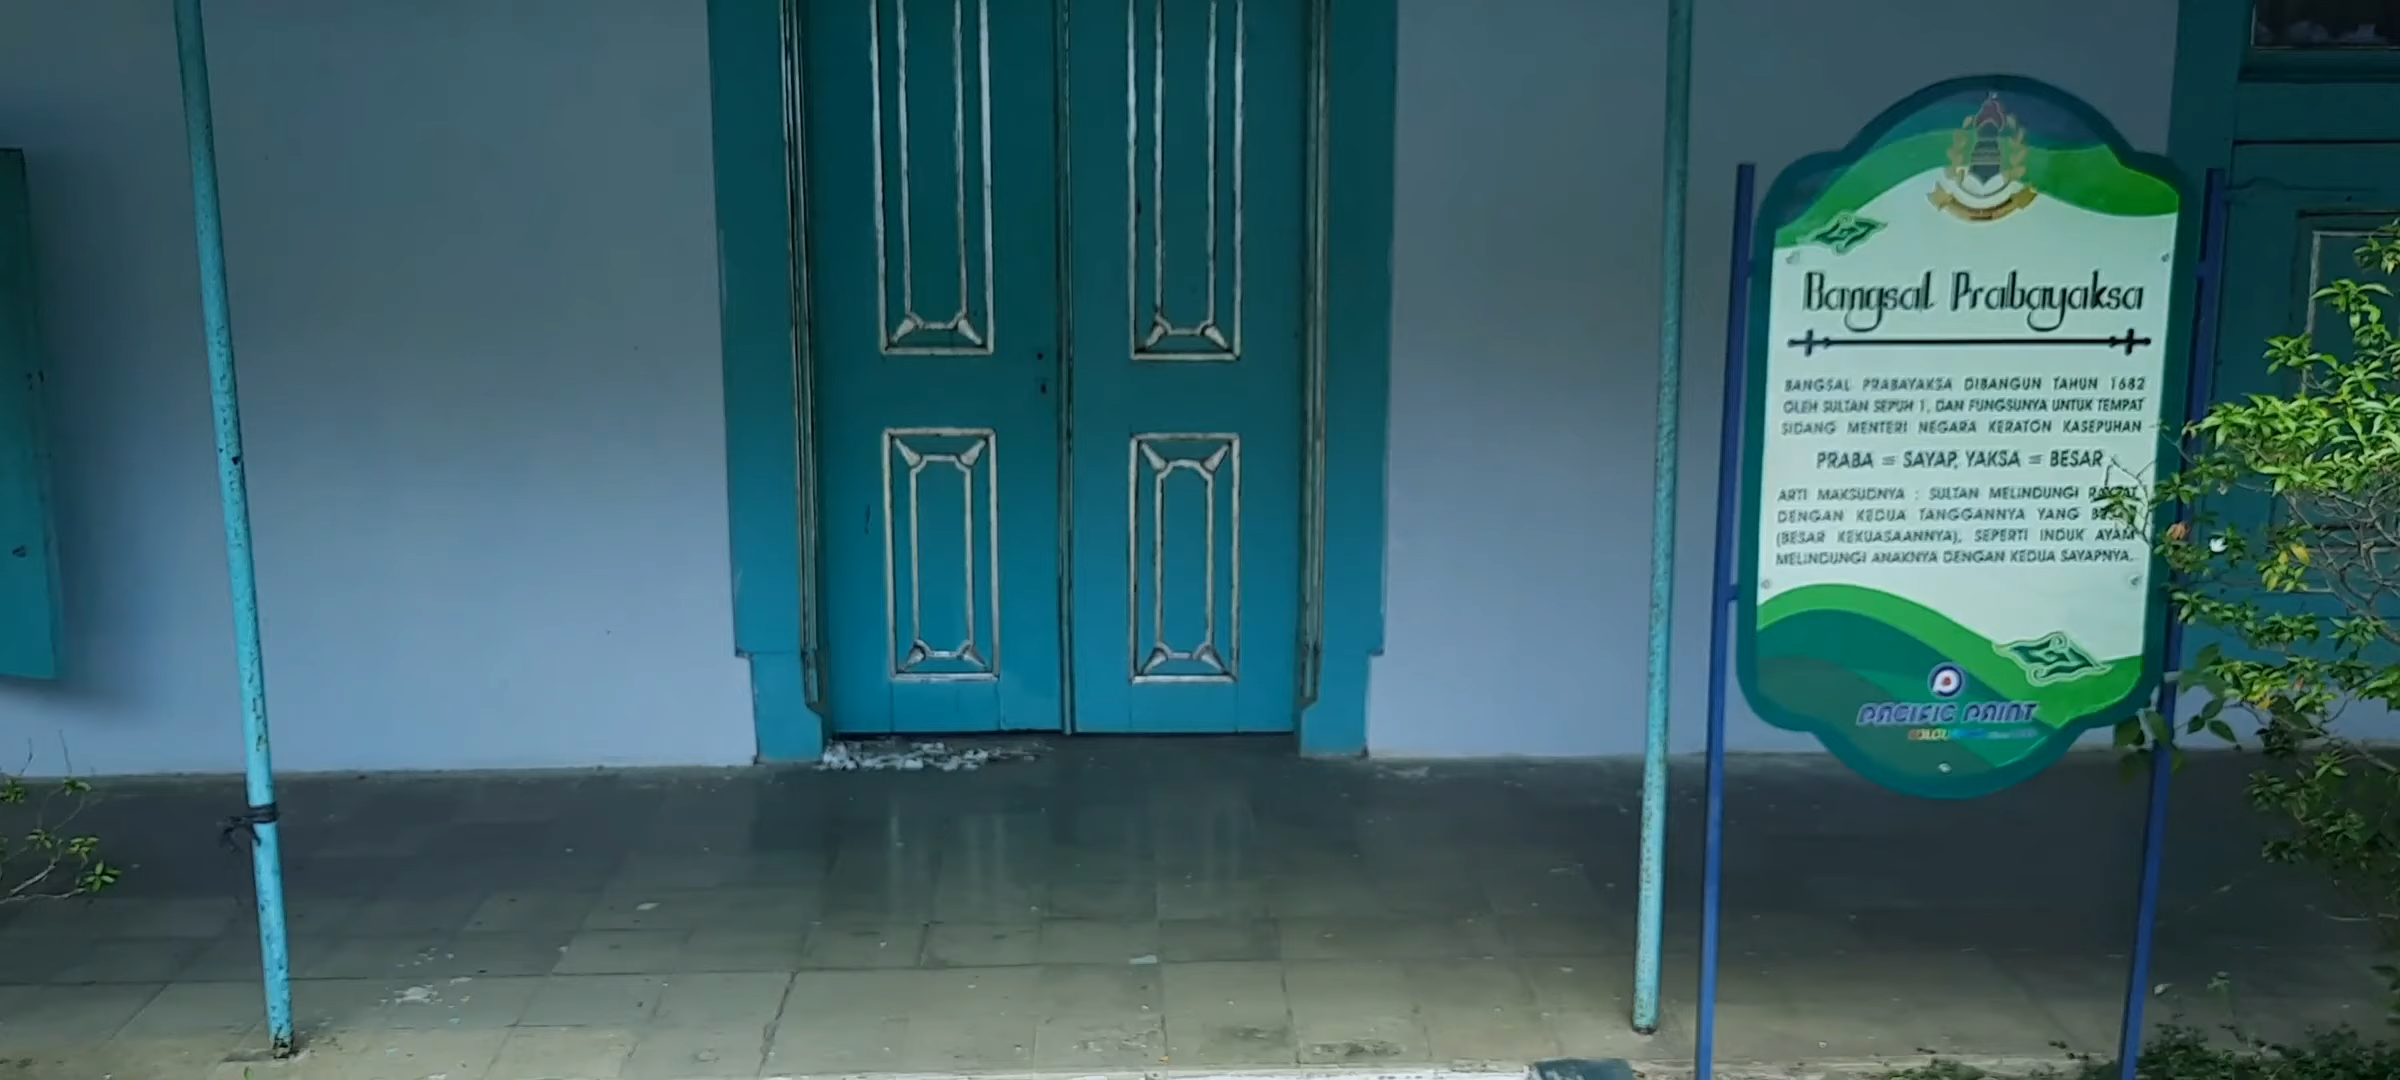 Bangsal Prabayaksa
BANGSAL PRABAYAKSA DIBANGUN TAHUN 1682
OLEH SULTAN SEPUH 1, DAN FUNGSUNYA UNTUK TEMPAT
SIDANG MENTERI NEGARA KERATON KASEPUHAN
PRABA = SAYAP, YAKSA = BESAR
ARTI MAKSUDNYA : SULTAN MELINDUNGI RAKYAT
DENGAN KEDUA TANGGANNYA YANG BESAR
(BESAR KEKUASAANNYA), SEPERTI INDUK AYAM
MELINDUNGI ANAKNYA DENGAN KEDUA SAYAPNYA.
PACIFIC PAINT